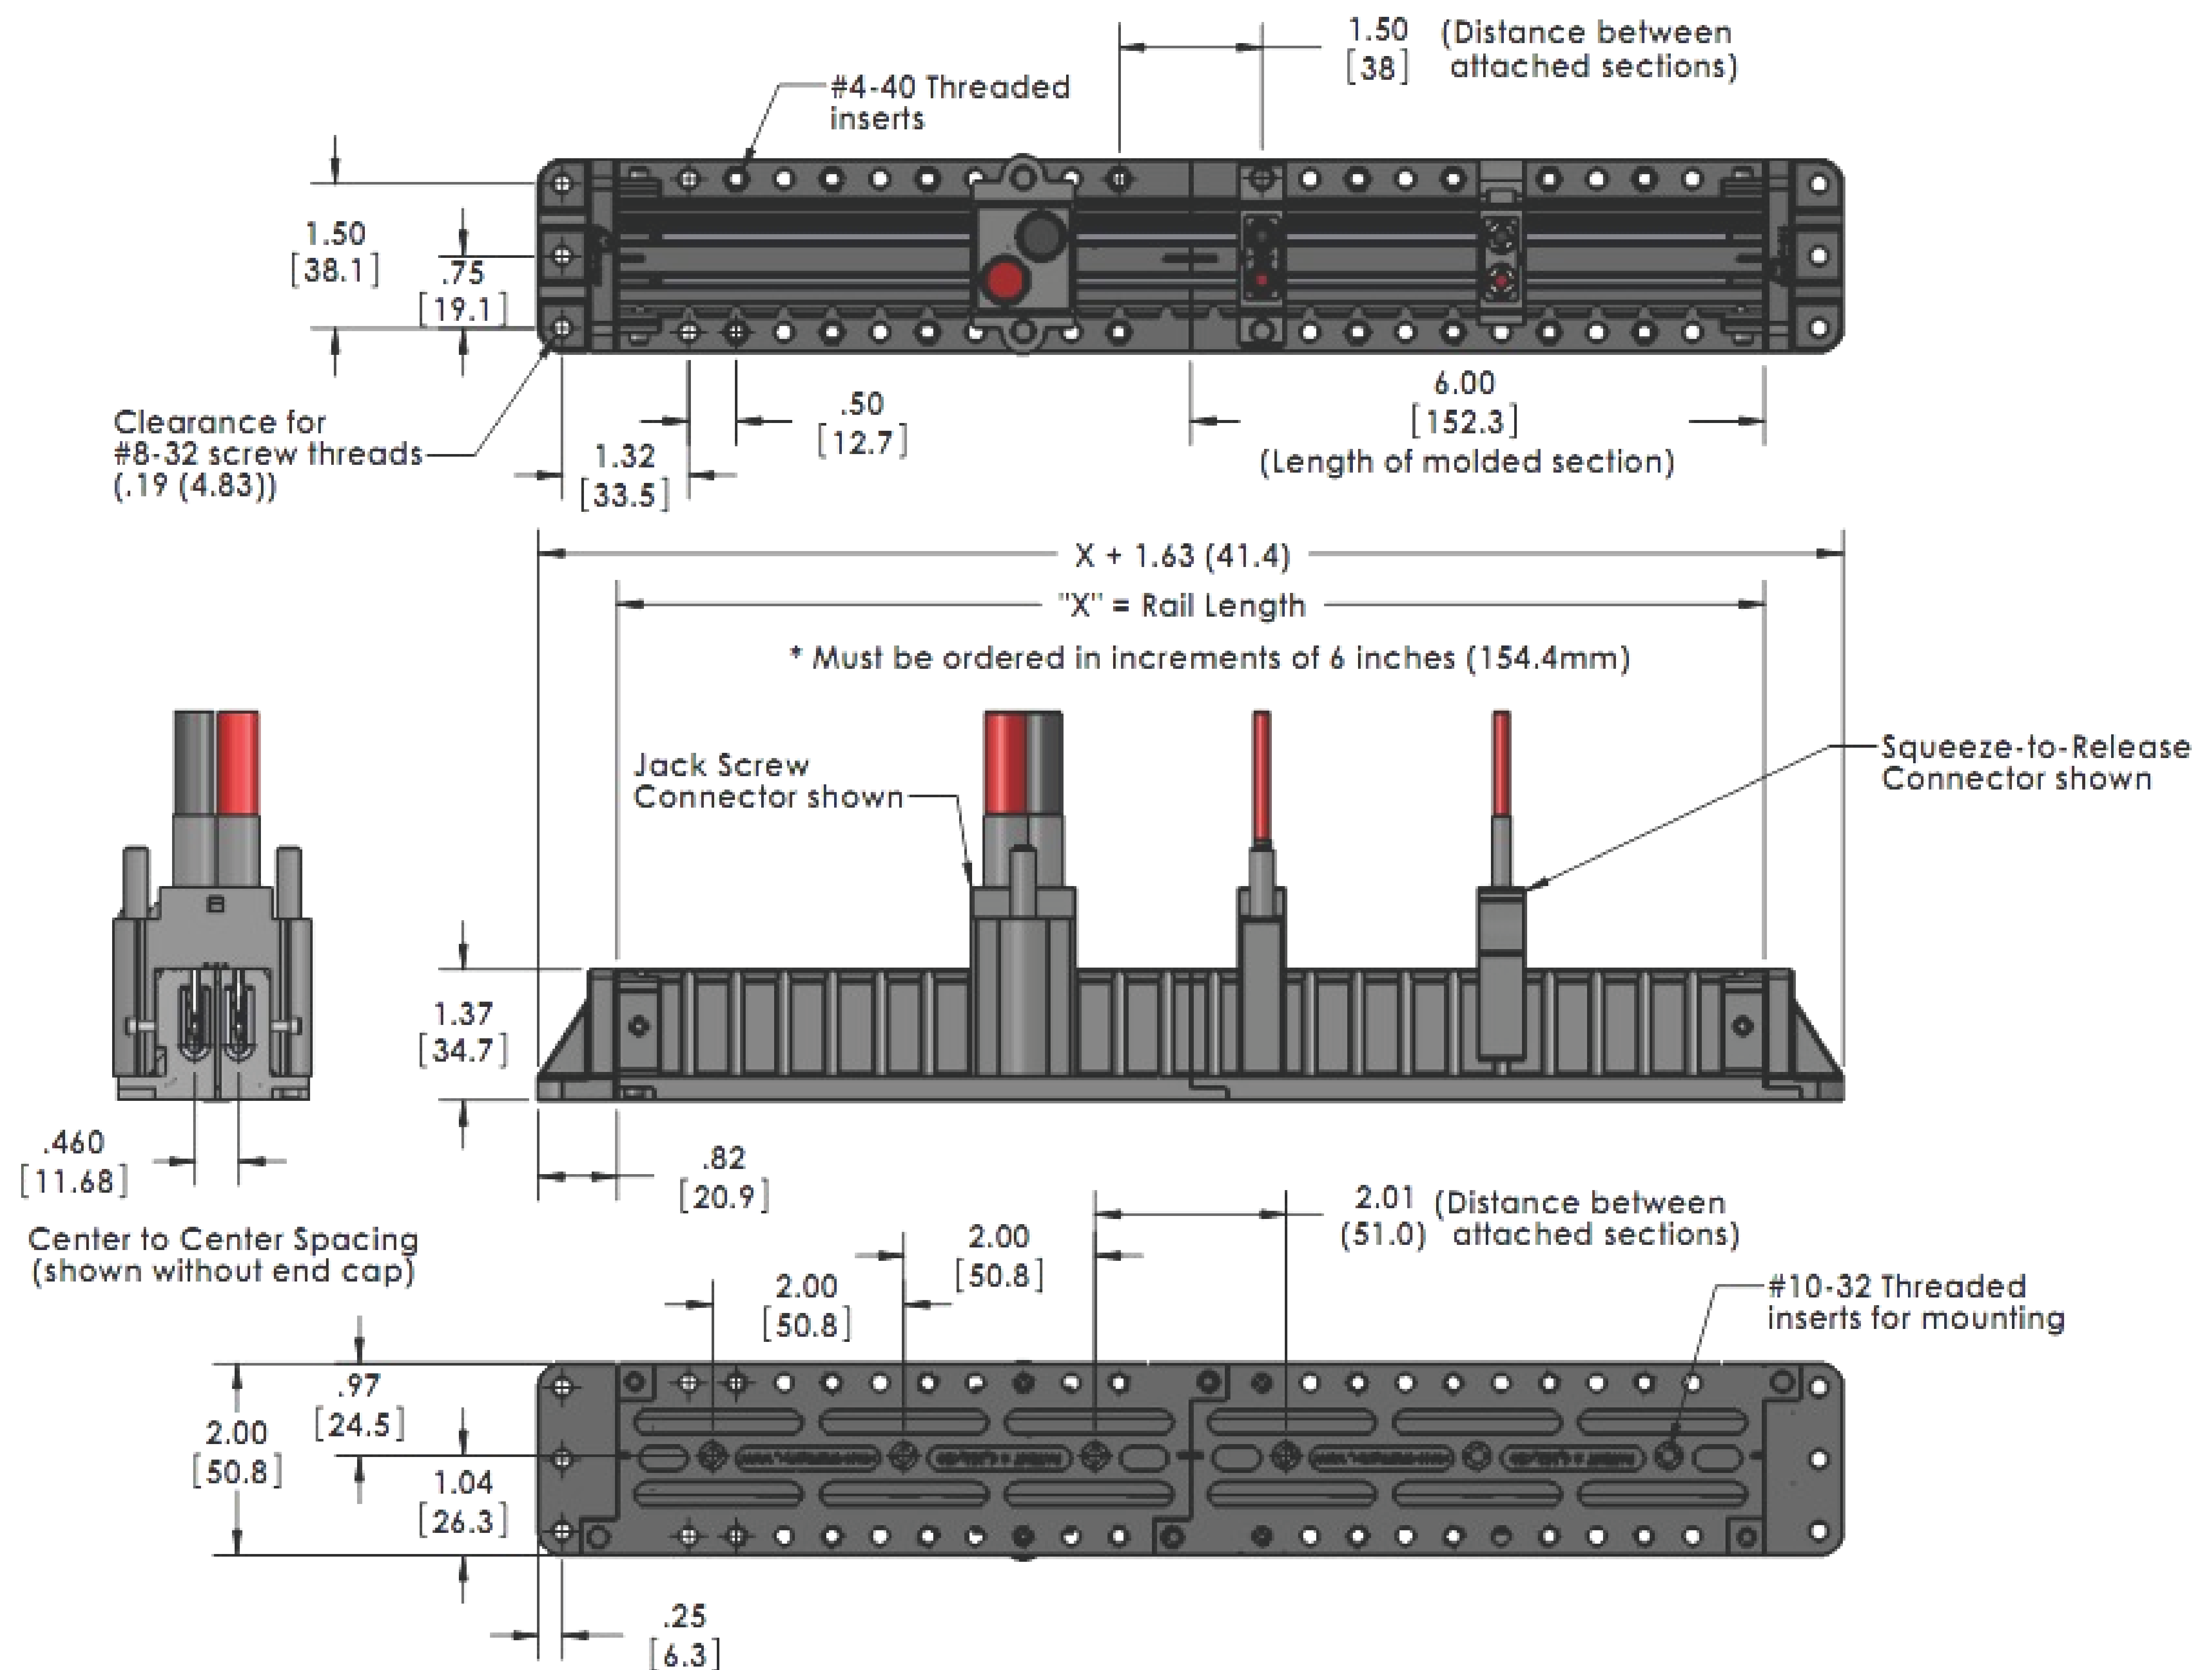 1.50 (Distance between
[38] attached sections)
#4-40 Threaded
inserts
1.50
[38.1]
.75
[19.1]
Clearance for
#8-32 screw threads
(.19 (4.83))
.50
[12.7]
1.32
[33.5]
6.00
[152.3]
(Length of molded section)
X + 1.63 (41.4)
"X" = Rail Length
* Must be ordered in increments of 6 inches (154.4mm)
Jack Screw
Connector shown
Squeeze-to-Release
Connector shown
1.37
[34.7]
.460
[11.68]
Center to Center Spacing
(shown without end cap)
.82
[20.9]
2.01 (Distance between
(51.0) attached sections)
2.00
[50.8]
2.00
[50.8]
#10-32 Threaded
inserts for mounting
.97
[24.5]
2.00
[50.8]
1.04
[26.3]
.25
[6.3]